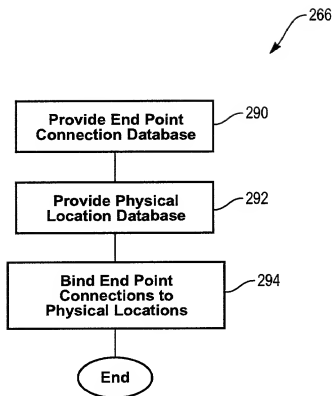 266
Provide End Point
Connection Database
290
Provide Physical
Location Database
292
Bind End Point
Connections to
Physical Locations
294
End